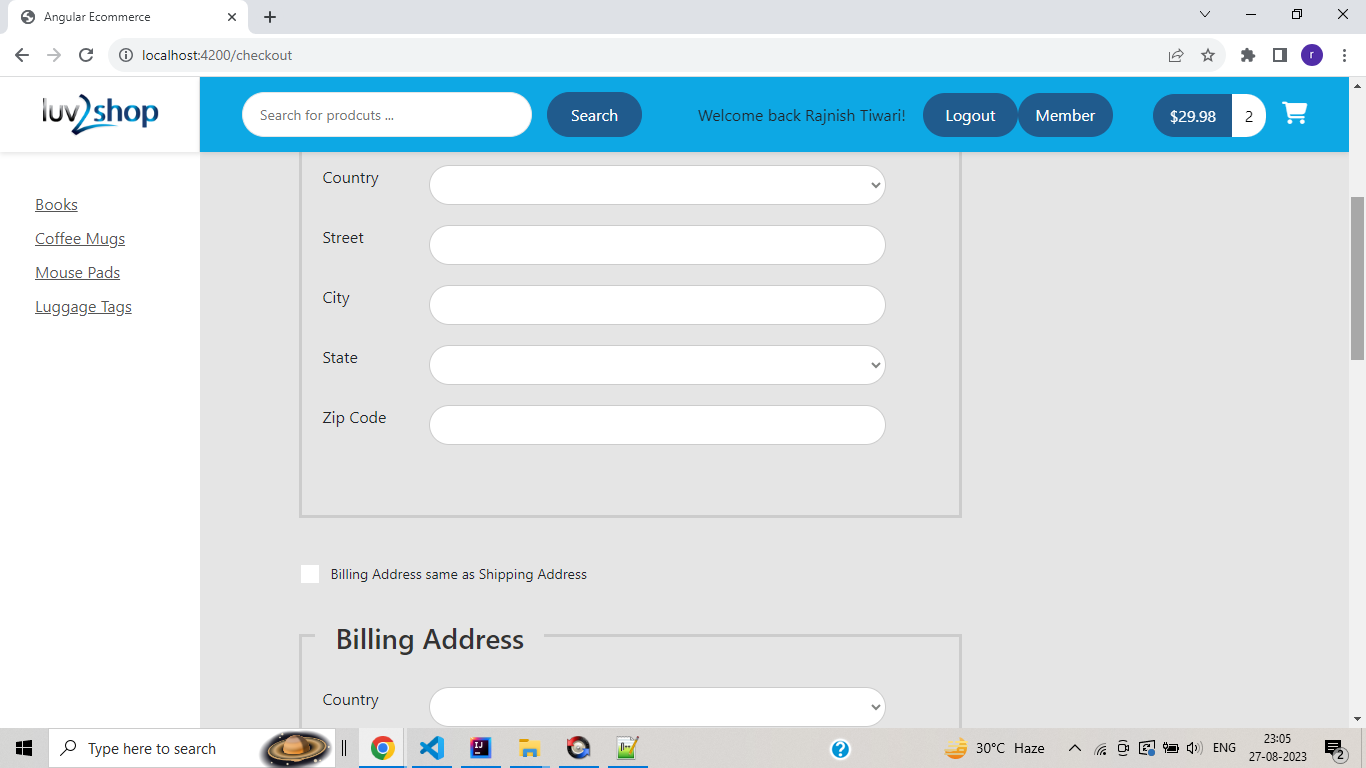 Angular Ecommerce
localhost:4200/checkout
r
luv2shop
Search for prodcuts ...
Search
Welcome back Rajnish Tiwari!
Logout
Member
$29.98
2
Books
Coffee Mugs
Mouse Pads
Luggage Tags
Country
Street
City
State
Zip Code
Billing Address same as Shipping Address
Billing Address
Country
Type here to search
30°C Haze
ENG
23:05
27-08-2023
2